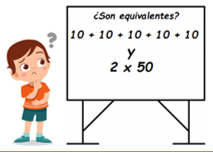 ?
¿Son equivalentes?
10 + 10 + 10 + 10 + 10
y
2 x 50